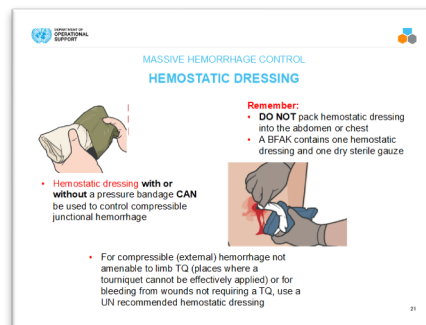 DEPARTMENT OF
OPERATIONAL
SUPPORT
MASSIVE HEMORRHAGE CONTROL
HEMOSTATIC DRESSING
Remember:
• DO NOT pack hemostatic dressing
into the abdomen or chest
• A BFAK contains one hemostatic
dressing and one dry sterile gauze
• Hemostatic dressing with or
without a pressure bandage CAN
be used to control compressible
junctional hemorrhage
• For compressible (external) hemorrhage not
amenable to limb TQ (places where a
tourniquet cannot be effectively applied) or for
bleeding from wounds not requiring a TQ, use a
UN recommended hemostatic dressing
21